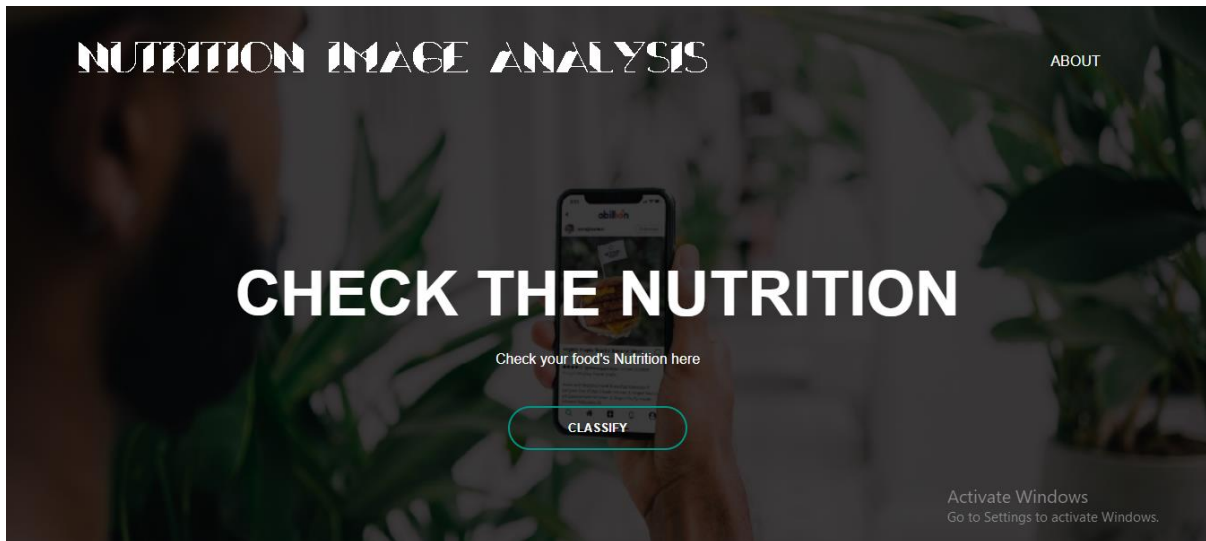 NUTRITION IMAGE ANALYSIS
ABOUT
abillion
CHECK THE NUTRITION
Check your food's Nutrition here
CLASSIFY
Activate Windows
Go to Settings to activate Windows.